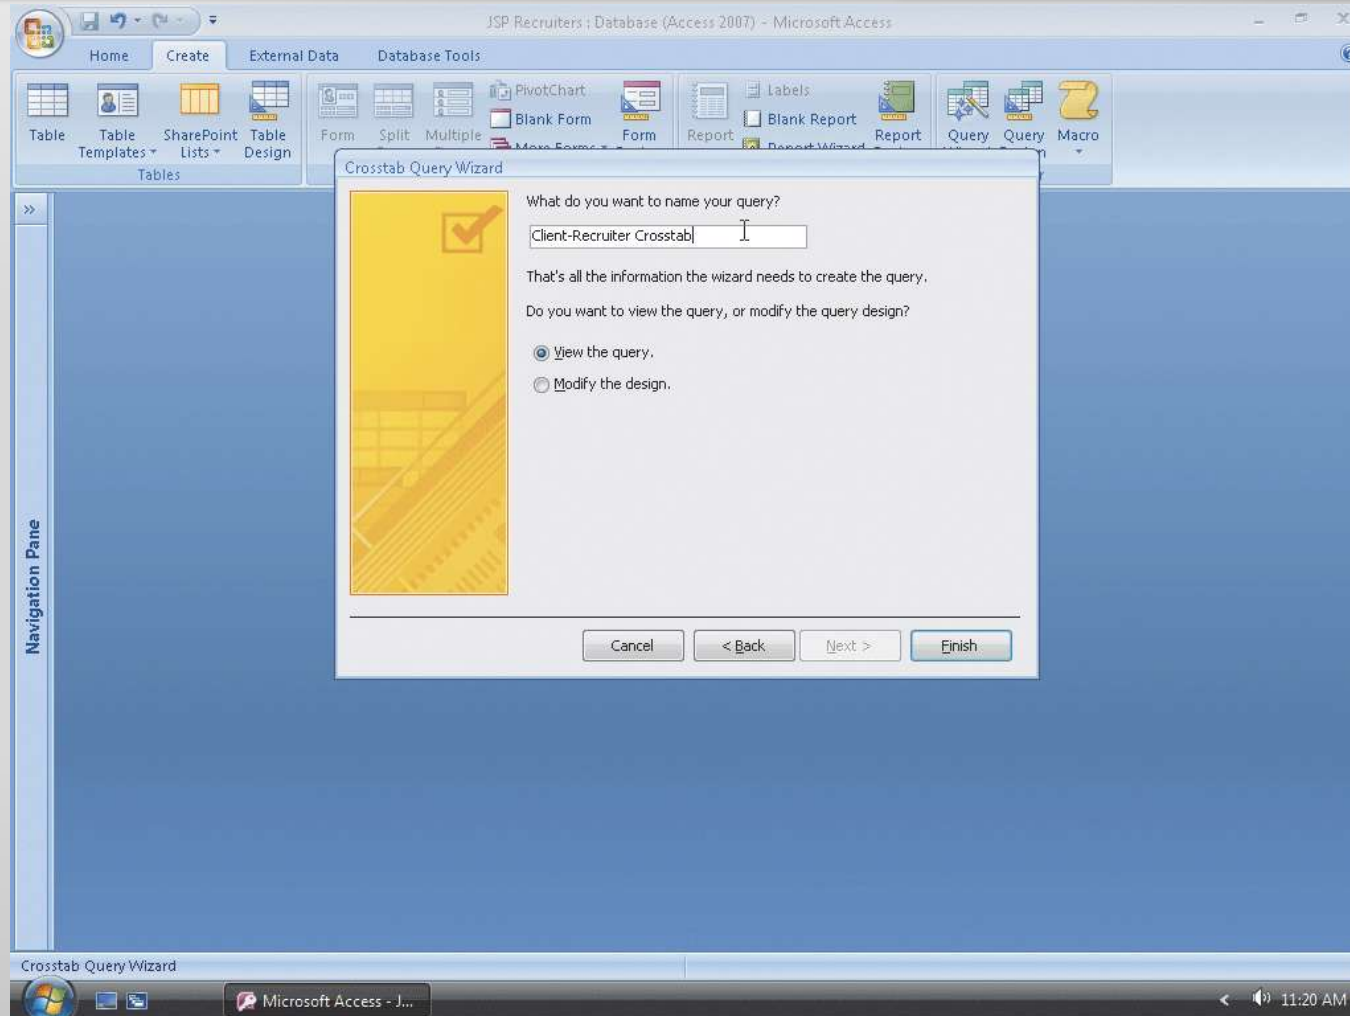 JSP Recruiters : Database (Access 2007) - Microsoft Access
Home Create External Data Database Tools
PivotChart Labels
Blank Form Blank Report
Table Table SharePoint Table Form Split Multiple More Forms Form Report Report Wizard Report Query Query Macro
Templates Lists Design
Tables
Crosstab Query Wizard
What do you want to name your query?
Client-Recruiter Crosstab
That's all the information the wizard needs to create the query.
Do you want to view the query, or modify the query design?
View the query.
Modify the design.
Navigation Pane
Cancel < Back Next > Finish
Crosstab Query Wizard
Microsoft Access - J...
11:20 AM